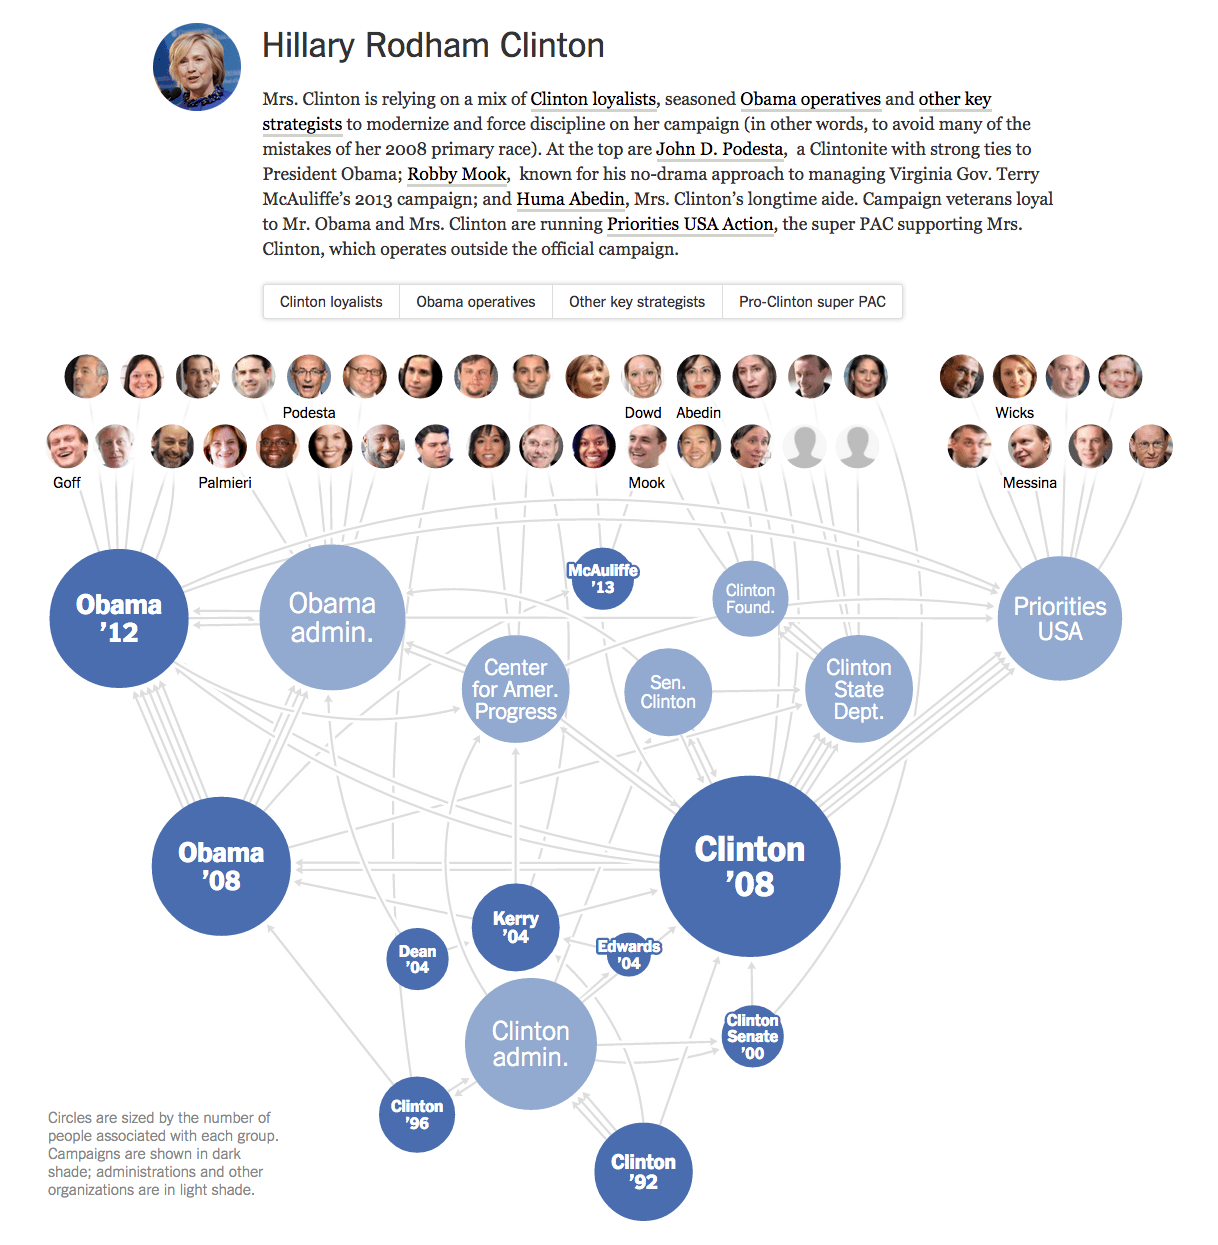 Hillary Rodham Clinton
Mrs. Clinton is relying on a mix of Clinton loyalists, seasoned Obama operatives and other key
strategists to modernize and force discipline on her campaign (in other words, to avoid many of the
mistakes of her 2008 primary race). At the top are John D. Podesta, a Clintonite with strong ties to
President Obama; Robby Mook, known for his no-drama approach to managing Virginia Gov. Terry
McAuliffe's 2013 campaign; and Huma Abedin, Mrs. Clinton's longtime aide. Campaign veterans loyal
to Mr. Obama and Mrs. Clinton are running Priorities USA Action, the super PAC supporting Mrs.
Clinton, which operates outside the official campaign.
Clinton loyalists Obama operatives Other key strategists Pro-Clinton super PAC
Podesta Dowd Abedin Wicks
Goff Palmieri Mook Messina
Obama
'12
Obama
admin.
McAuliffe
'13
Clinton
Found.
Priorities
USA
Center
for Amer.
Progress
Sen.
Clinton
Clinton
State
Dept.
Obama
'08
Clinton
'08
Kerry
'04
Dean
'04
Edwards
'04
Clinton
admin.
Clinton
Senate
'00
Clinton
'96
Clinton
'92
Circles are sized by the number of
people associated with each group.
Campaigns are shown in dark
shade; administrations and other
organizations are in light shade.